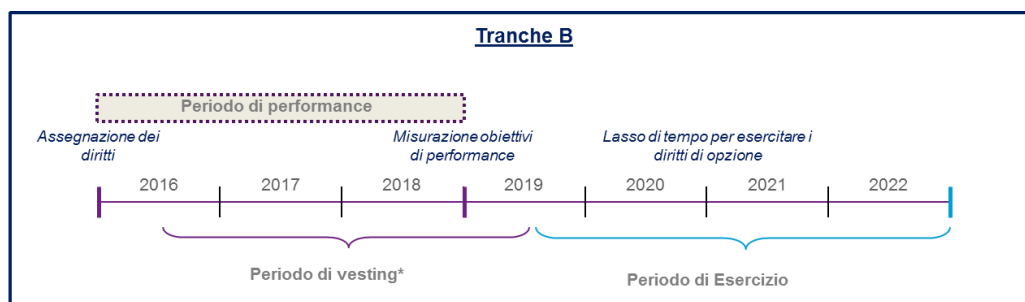 Tranche B
Periodo di performance
Assegnazione dei
diritti
Misurazione obiettivi
di performance
Lasso di tempo per esercitare i
diritti di opzione
2016 2017 2018 2019 2020 2021 2022
Periodo di vesting*
Periodo di Esercizio